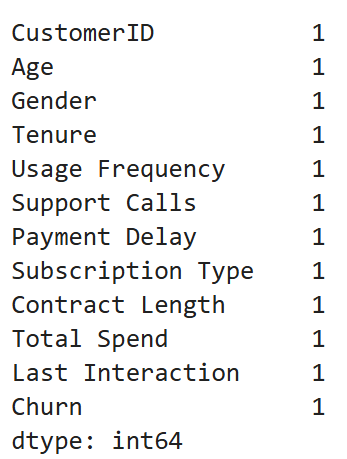 CustomerID 1
Age 1
Gender 1
Tenure 1
Usage Frequency 1
Support Calls 1
Payment Delay 1
Subscription Type 1
Contract Length 1
Total Spend 1
Last Interaction 1
Churn 1
dtype: int64